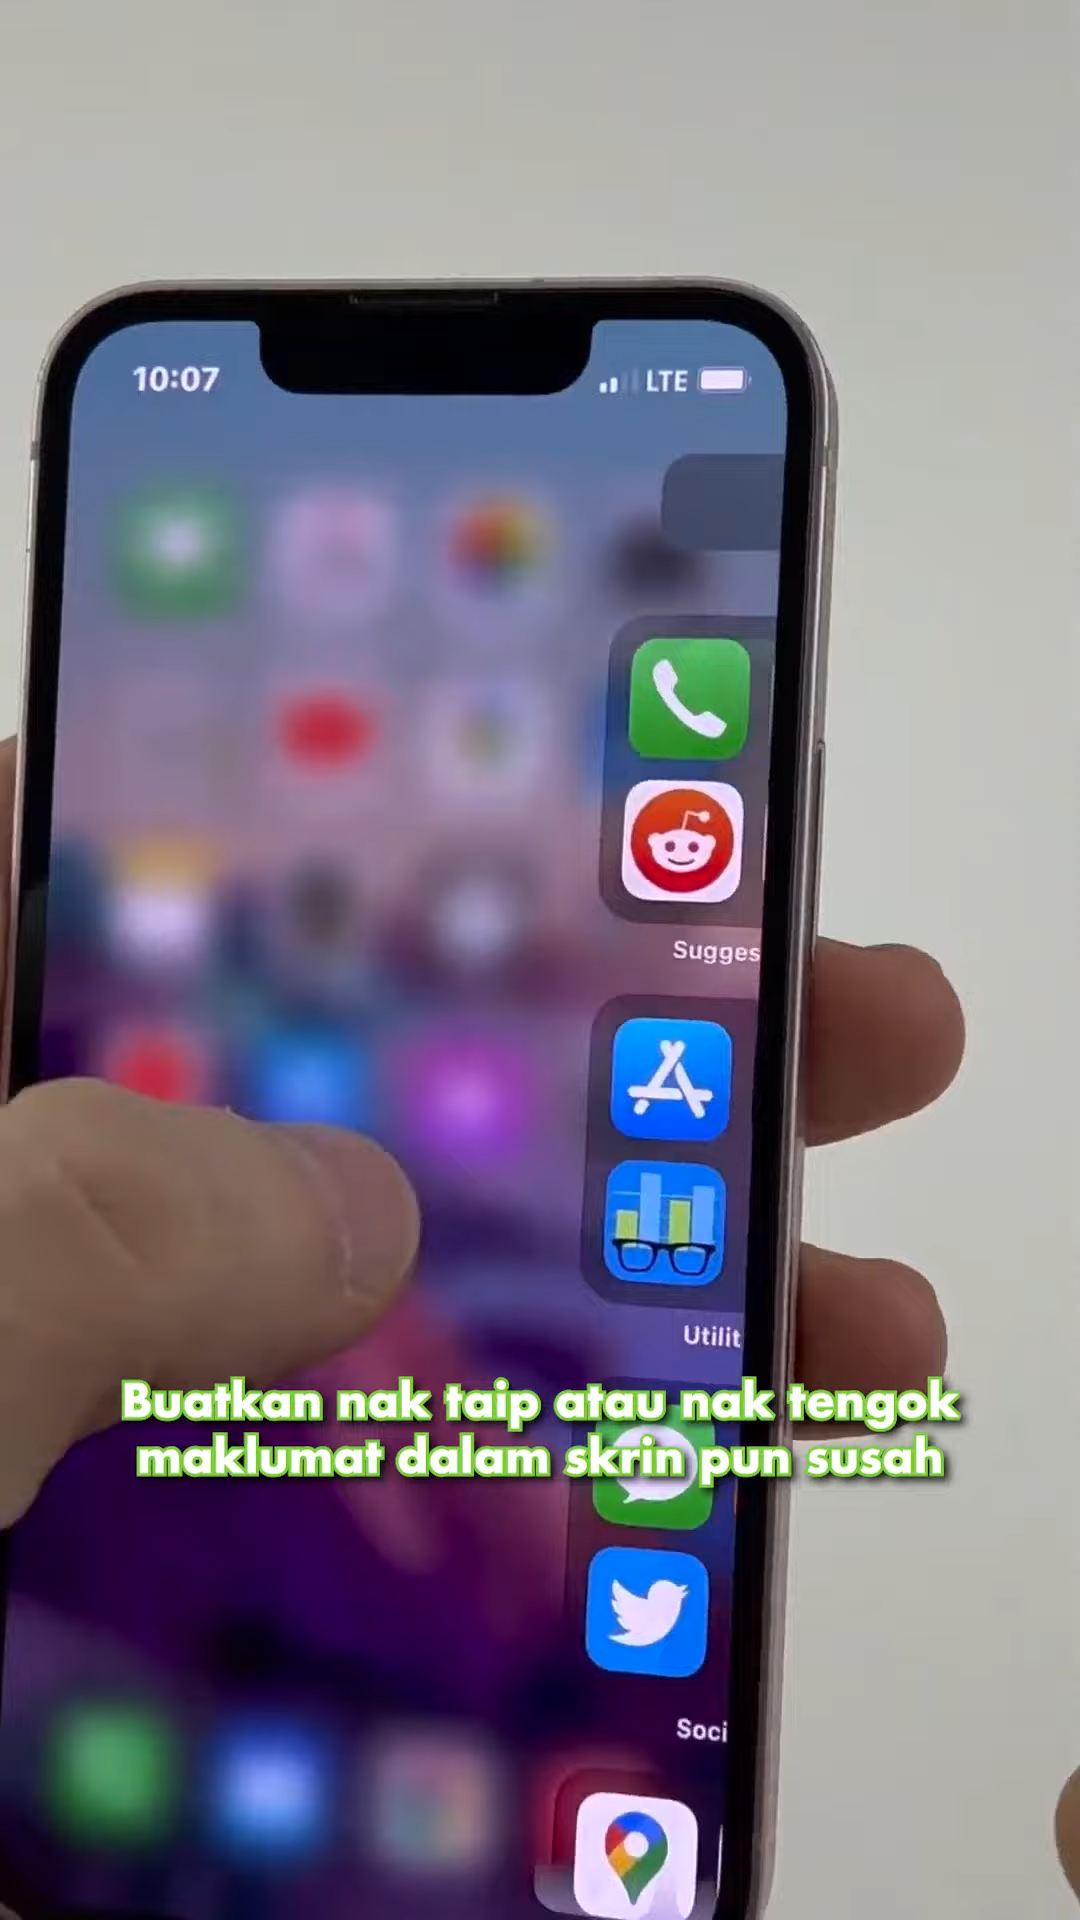 10:07
LTE
Sugges
Utilit
Buatkan nak taip atau nak tengok
maklumat dalam skrin pun susah
Soci